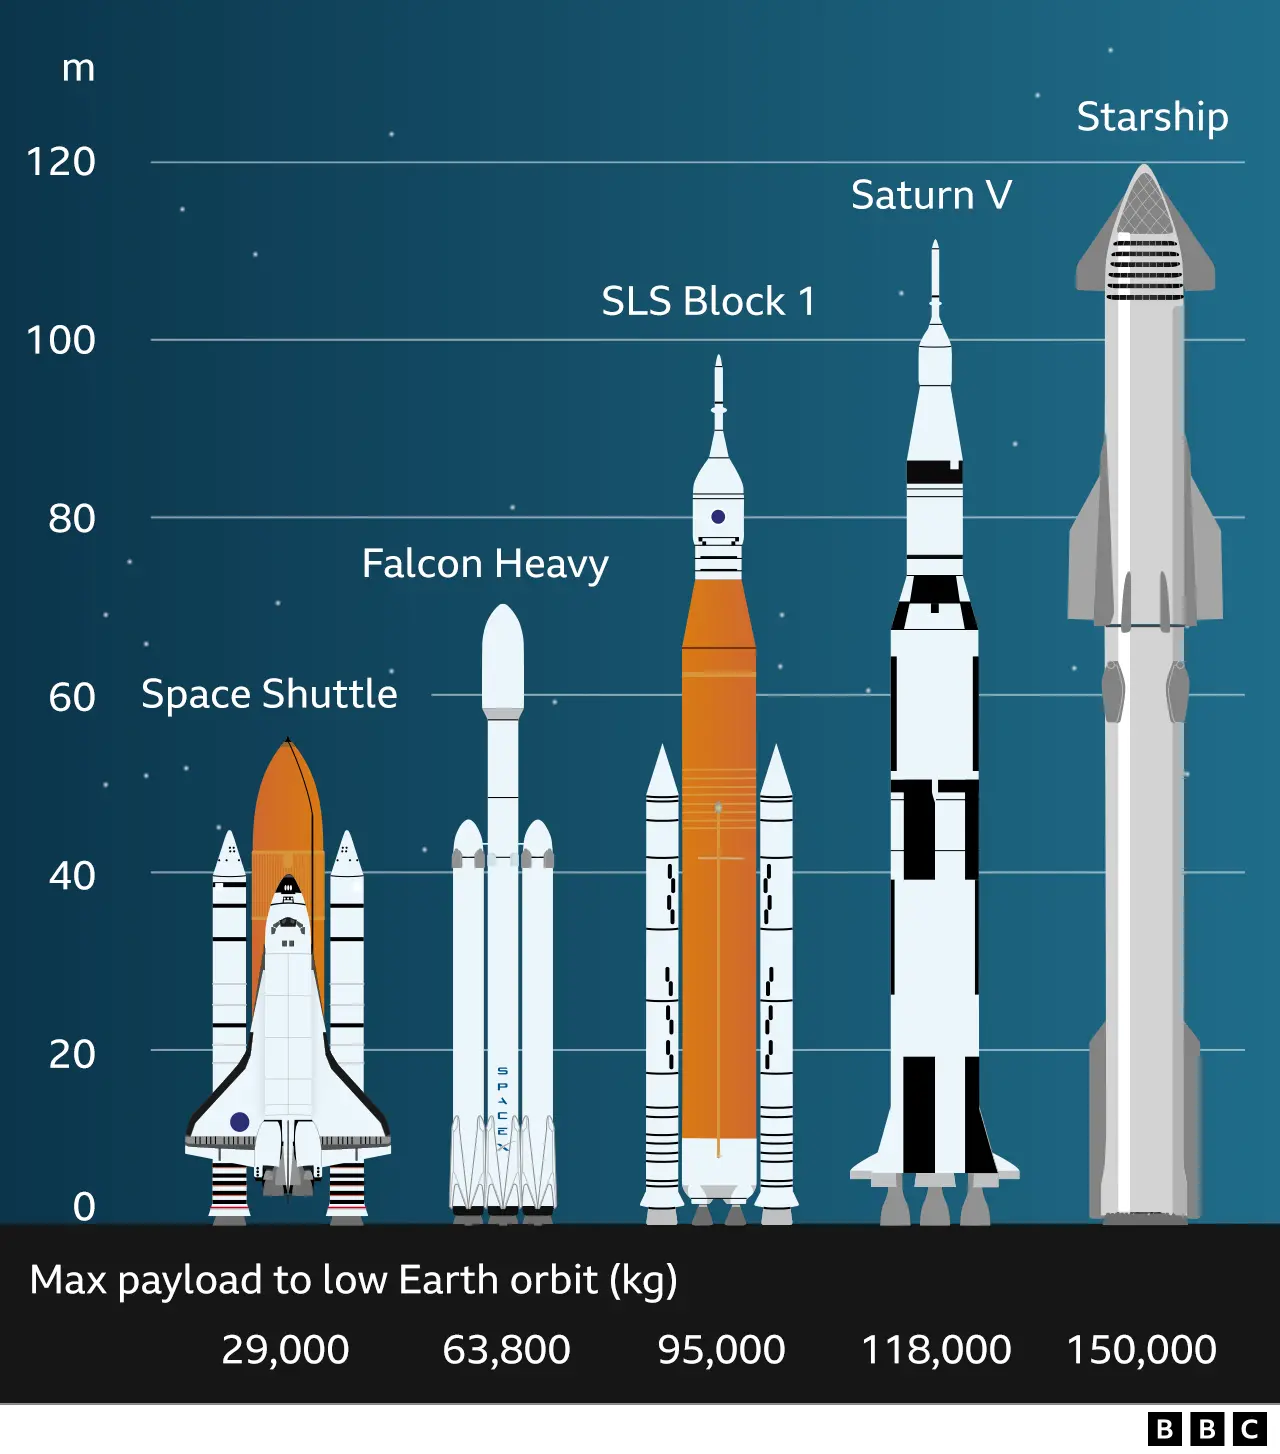 m
120
100
80
60
40
20
0
Starship
Saturn V
SLS Block 1
Falcon Heavy
Space Shuttle
SPACEX
Max payload to low Earth orbit (kg)
29,000 63,800 95,000 118,000 150,000
BBC